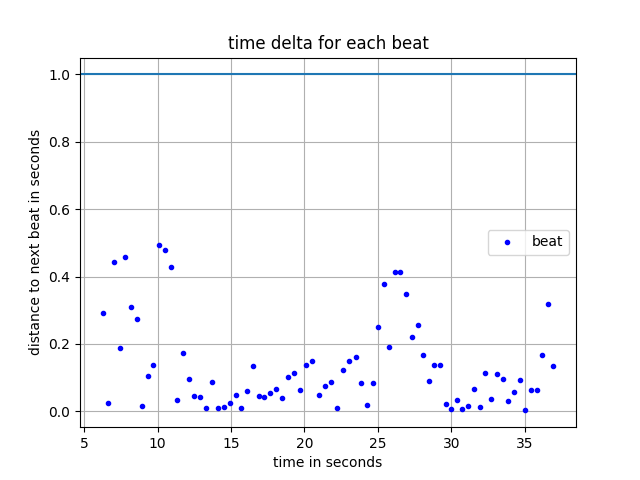 time delta for each beat
distance to next beat in seconds
1.0
0.8
0.6
0.4
0.2
0.0
beat
5 10 15 20 25 30 35
time in seconds